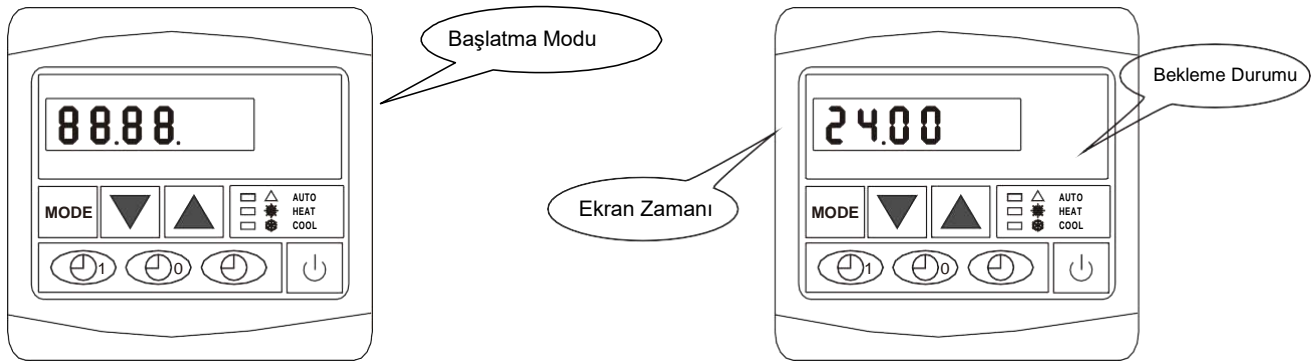 Başlatma Modu
88.88.
MODE
AUTO
HEAT
COOL
1
0
Bekleme Durumu
24.00
Ekran Zamanı
MODE
AUTO
HEAT
COOL
1
0